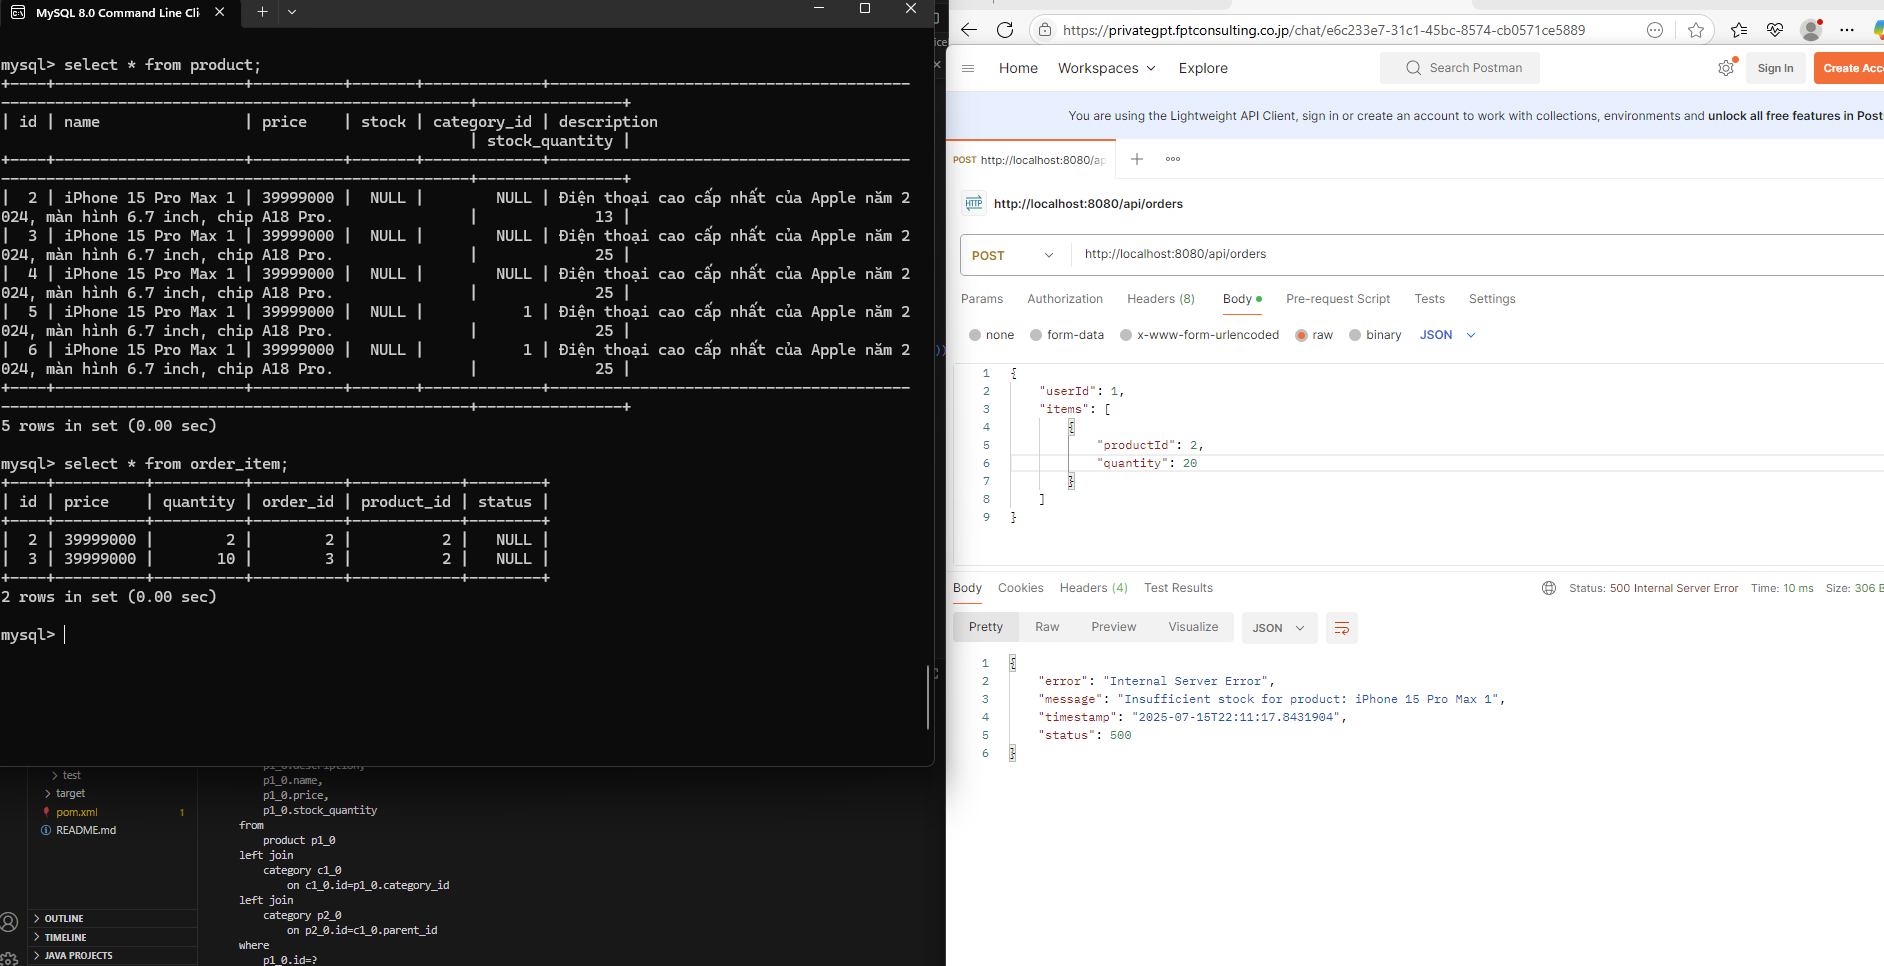 MySQL 8.0 Command Line Cli
mysql> select * from product;
+----+---------------------+----------+-------+-------------+----------------------------------------
----------------------------------------------------+----------------+
| id | name                | price    | stock | category_id | description
                                                    | stock_quantity |
+----+---------------------+----------+-------+-------------+----------------------------------------
----------------------------------------------------+----------------+
|  2 | iPhone 15 Pro Max 1 | 39999000 |  NULL |        NULL | Điện thoại cao cấp nhất của Apple năm 2
024, màn hình 6.7 inch, chip A18 Pro.               |             13 |
|  3 | iPhone 15 Pro Max 1 | 39999000 |  NULL |        NULL | Điện thoại cao cấp nhất của Apple năm 2
024, màn hình 6.7 inch, chip A18 Pro.               |             25 |
|  4 | iPhone 15 Pro Max 1 | 39999000 |  NULL |        NULL | Điện thoại cao cấp nhất của Apple năm 2
024, màn hình 6.7 inch, chip A18 Pro.               |             25 |
|  5 | iPhone 15 Pro Max 1 | 39999000 |  NULL |           1 | Điện thoại cao cấp nhất của Apple năm 2
024, màn hình 6.7 inch, chip A18 Pro.               |             25 |
|  6 | iPhone 15 Pro Max 1 | 39999000 |  NULL |           1 | Điện thoại cao cấp nhất của Apple năm 2
024, màn hình 6.7 inch, chip A18 Pro.               |             25 |
+----+---------------------+----------+-------+-------------+----------------------------------------
----------------------------------------------------+----------------+
5 rows in set (0.00 sec)
mysql> select * from order_item;
+----+----------+----------+----------+------------+--------+
| id | price    | quantity | order_id | product_id | status |
+----+----------+----------+----------+------------+--------+
|  2 | 39999000 |        2 |        2 |          2 |   NULL |
|  3 | 39999000 |       10 |        3 |          2 |   NULL |
+----+----------+----------+----------+------------+--------+
2 rows in set (0.00 sec)
mysql>
test
target
pom.xml 1
README.md
OUTLINE
TIMELINE
JAVA PROJECTS
p1_0.description,
p1_0.name,
p1_0.price,
p1_0.stock_quantity
from
product p1_0
left join
category c1_0
on c1_0.id=p1_0.category_id
left join
category p2_0
on p2_0.id=c1_0.parent_id
where
p1_0.id=?
https://privategpt.fptconsulting.co.jp/chat/e6c233e7-31c1-45bc-8574-cb0571ce5889
Home Workspaces Explore Search Postman Sign In Create Acc
You are using the Lightweight API Client, sign in or create an account to work with collections, environments and unlock all free features in Post
POST http://localhost:8080/ap
HTTP http://localhost:8080/api/orders
POST http://localhost:8080/api/orders
Params Authorization Headers (8) Body Pre-request Script Tests Settings
none form-data x-www-form-urlencoded raw binary JSON
1 {
2 "userId": 1,
3 "items": [
4 {
5 "productId": 2,
6 "quantity": 20
7 }
8 ]
9 }
Body Cookies Headers (4) Test Results Status: 500 Internal Server Error Time: 10 ms Size: 306 B
Pretty Raw Preview Visualize JSON
1 {
2 "error": "Internal Server Error",
3 "message": "Insufficient stock for product: iPhone 15 Pro Max 1",
4 "timestamp": "2025-07-15T22:11:17.8431904",
5 "status": 500
6 }